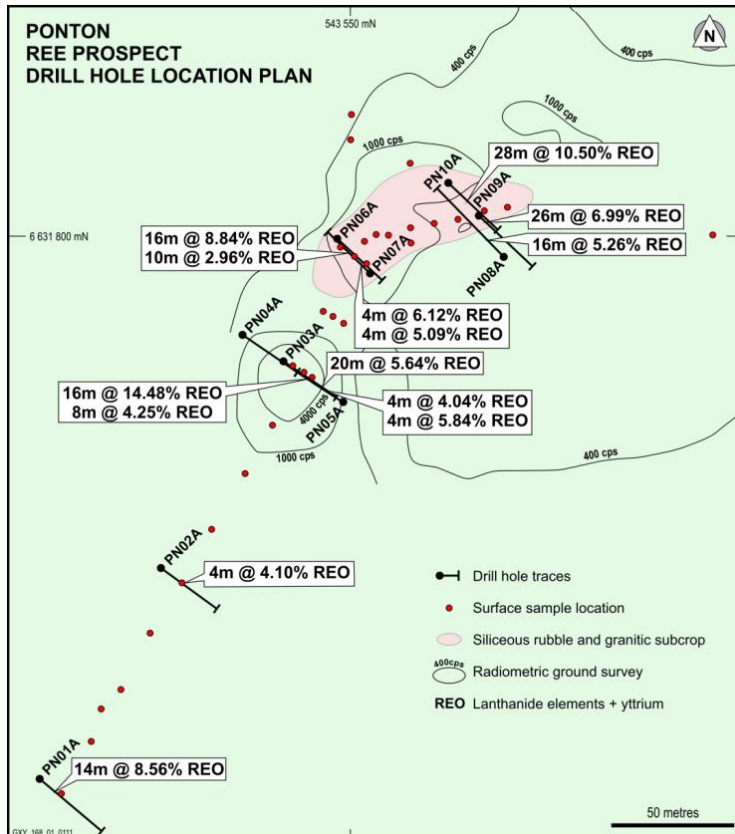 PONTON
REE PROSPECT
DRILL HOLE LOCATION PLAN
543 550 mN
N
400 cps
400 cps
1000 cps
1000 cps
28m @ 10.50% REO
PN10A
PN09A
26m @ 6.99% REO
16m @ 5.26% REO
PN08A
6 631 800 mN
PN06A
16m @ 8.84% REO
10m @ 2.96% REO
PN07A
4m @ 6.12% REO
4m @ 5.09% REO
PN04A
PN03A
20m @ 5.64% REO
16m @ 14.48% REO
8m @ 4.25% REO
4000 cps
4m @ 4.04% REO
4m @ 5.84% REO
PN05A
1000 cps
400 cps
PN02A
4m @ 4.10% REO
Drill hole traces
Surface sample location
Siliceous rubble and granitic subcrop
400cps
Radiometric ground survey
REO Lanthanide elements + yttrium
PN01A
14m @ 8.56% REO
50 metres
GXY_168_01_0111